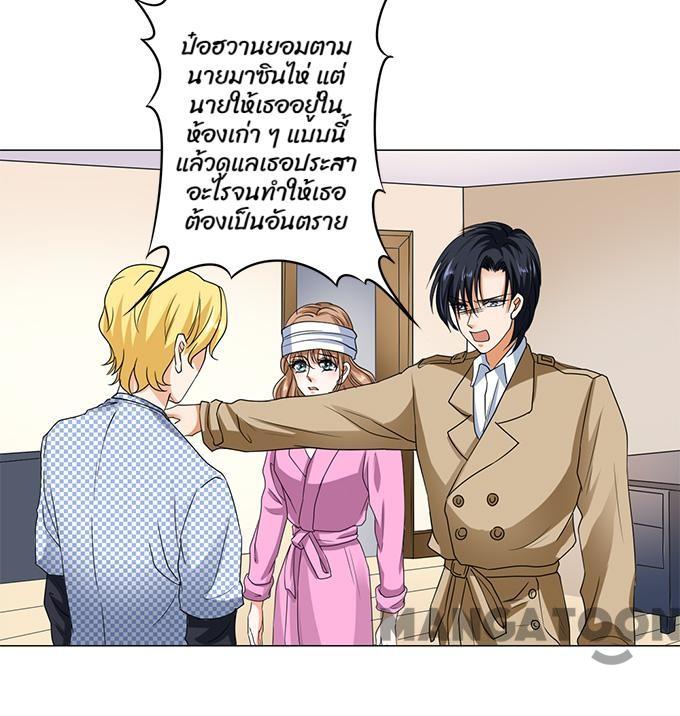 ป๋อฮวานยอมตาม
นายมาซินไห่ แต่
นายให้เธออยู่ใน
ห้องเก่า ๆ แบบนี้
แล้วดูแลเธอประสา
อะไรจนทำให้เธอ
ต้องเป็นอันตราย
MANGATOON